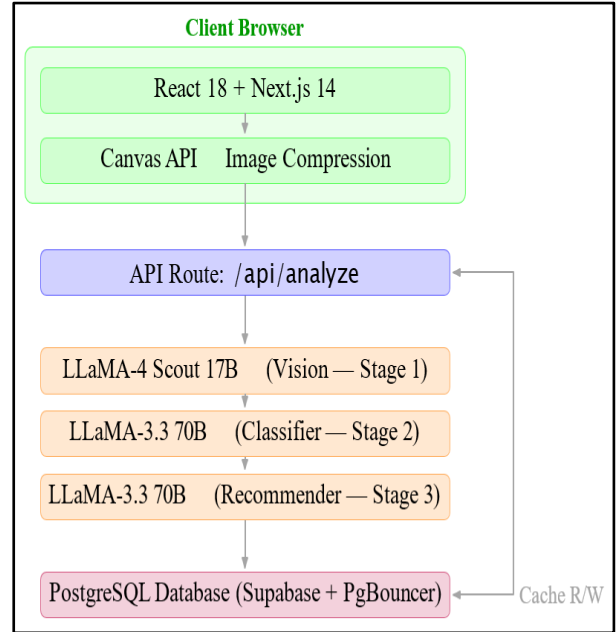 Client Browser
React 18 + Next.js 14
Canvas API Image Compression
API Route: /api/analyze
LLaMA-4 Scout 17B (Vision — Stage 1)
LLaMA-3.3 70B (Classifier — Stage 2)
LLaMA-3.3 70B (Recommender — Stage 3)
PostgreSQL Database (Supabase + PgBouncer)
Cache R/W